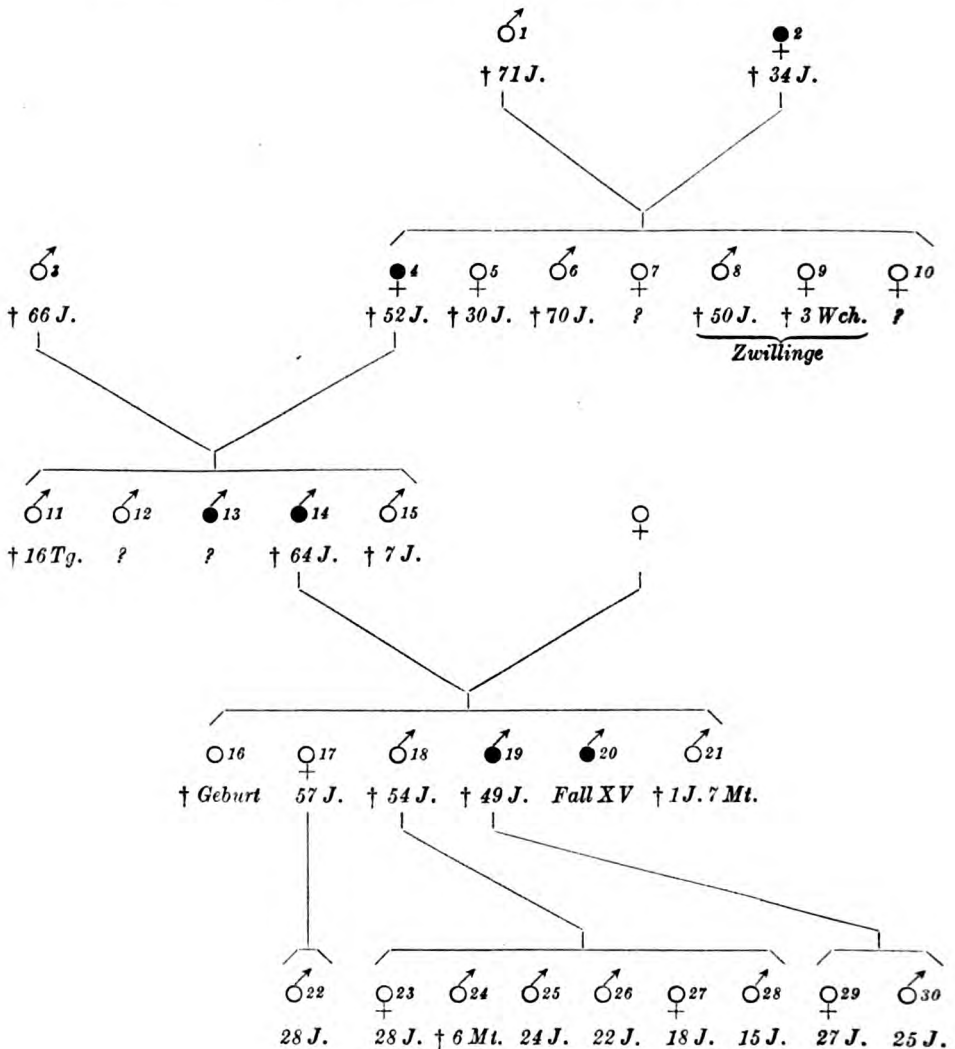 ♂1 ♀2
† 71 J. † 34 J.
♂3 ♀4 ♀5 ♂6 ♀7 ♂8 ♀9 ♀10
† 66 J. † 52 J. † 30 J. † 70 J. ? † 50 J. † 3 Wch. ?
Zwillinge
♂11 ♂12 ♂13 ♂14 ♂15 ♀
† 16 Tg. ? ? † 64 J. † 7 J.
○16 ♀17 ♂18 ♂19 ♂20 ♂21
† Geburt 57 J. † 54 J. † 49 J. Fall XV † 1 J. 7 Mt.
♂22 ♀23 ♂24 ♂25 ♂26 ♀27 ♂28 ♀29 ♂30
28 J. 28 J. † 6 Mt. 24 J. 22 J. 18 J. 15 J. 27 J. 25 J.